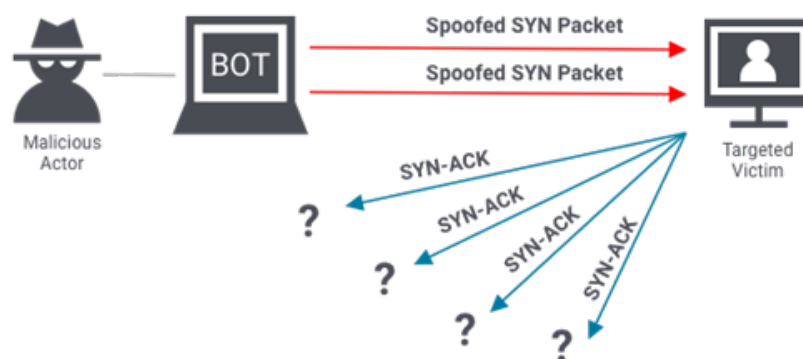 Spoofed SYN Packet
BOT
Spoofed SYN Packet
Malicious
Actor
Targeted
Victim
SYN-ACK
SYN-ACK
SYN-ACK
SYN-ACK
?
?
?
?